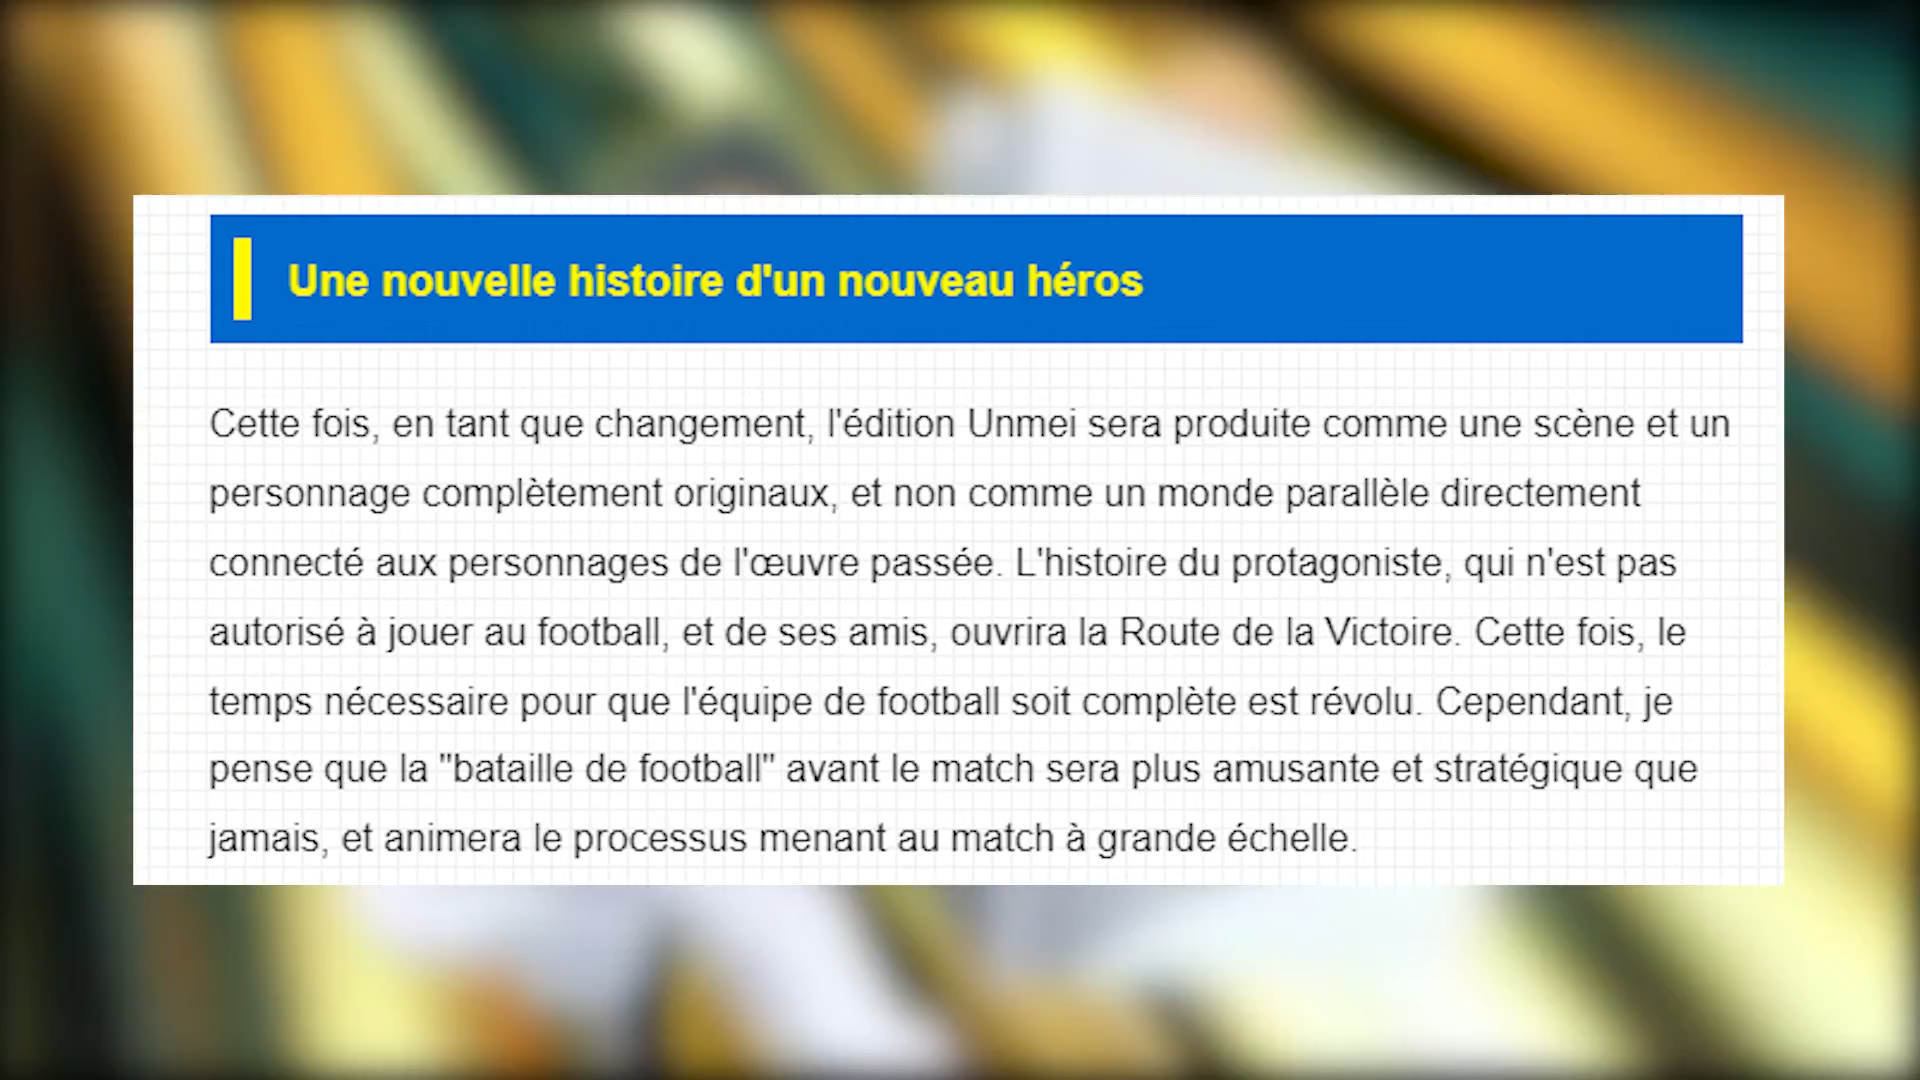 Une nouvelle histoire d'un nouveau héros
Cette fois, en tant que changement, l'édition Unmei sera produite comme une scène et un
personnage complètement originaux, et non comme un monde parallèle directement
connecté aux personnages de l'œuvre passée. L'histoire du protagoniste, qui n'est pas
autorisé à jouer au football, et de ses amis, ouvrira la Route de la Victoire. Cette fois, le
temps nécessaire pour que l'équipe de football soit complète est révolu. Cependant, je
pense que la "bataille de football" avant le match sera plus amusante et stratégique que
jamais, et animera le processus menant au match à grande échelle.